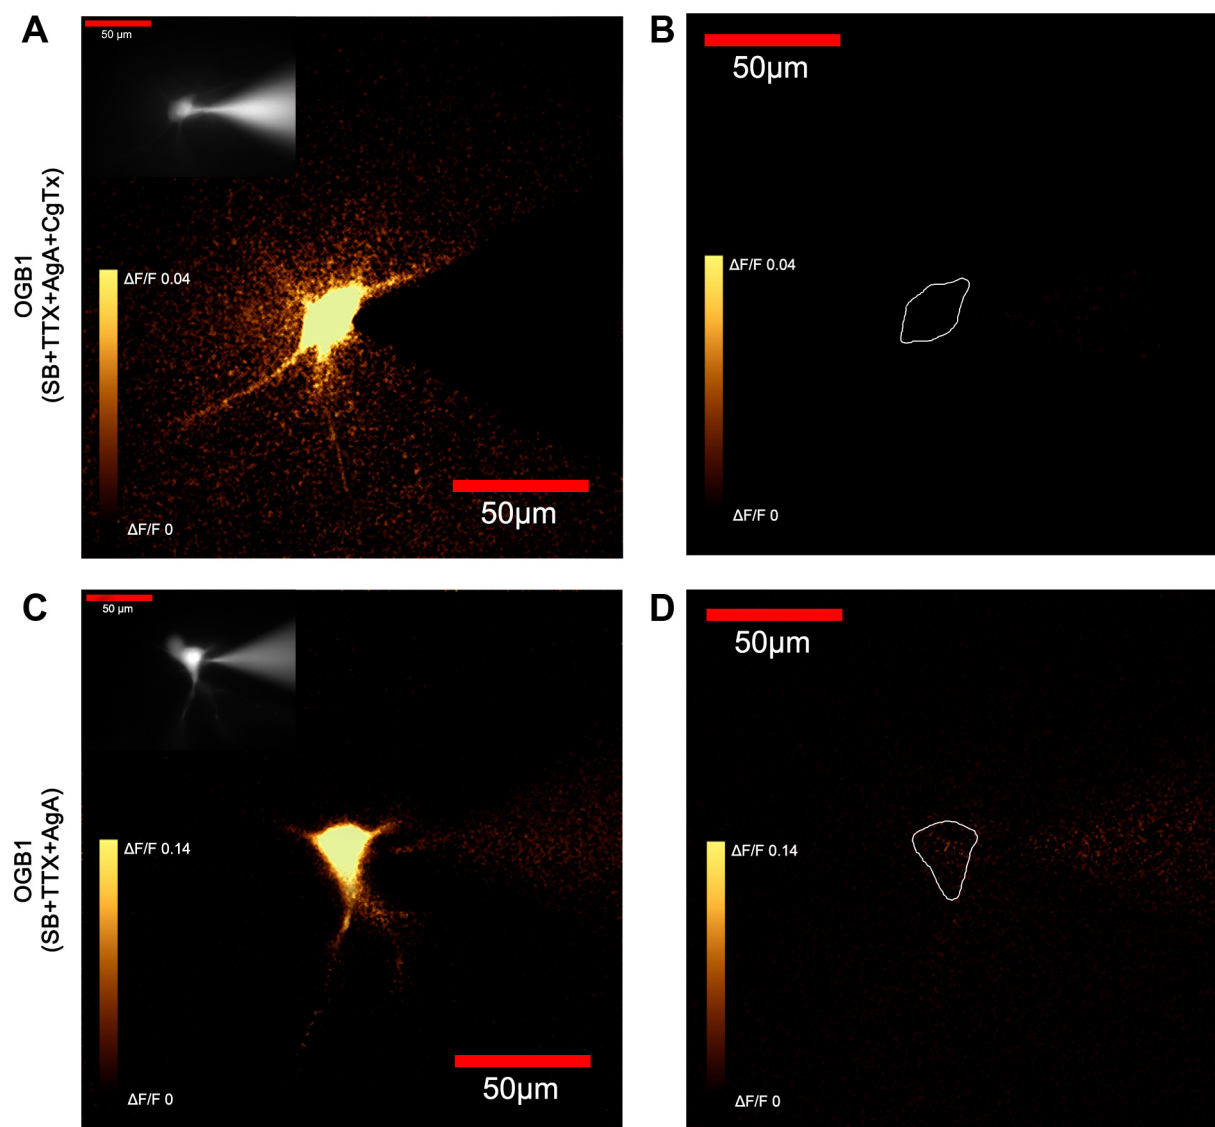 A
50 µm
OGB1
(SB+TTX+AgA+CgTx)
ΔF/F 0.04
ΔF/F 0
50µm
B
50µm
ΔF/F 0.04
ΔF/F 0
C
50 µm
OGB1
(SB+TTX+AgA)
ΔF/F 0.14
ΔF/F 0
50µm
D
50µm
ΔF/F 0.14
ΔF/F 0